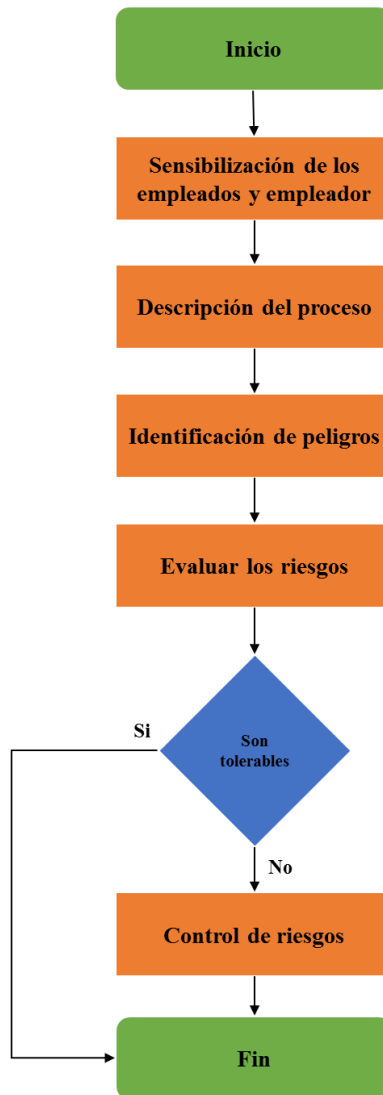 Inicio
Sensibilización de los
empleados y empleador
Descripción del proceso
Identificación de peligros
Evaluar los riesgos
Si
Son
tolerables
No
Control de riesgos
Fin